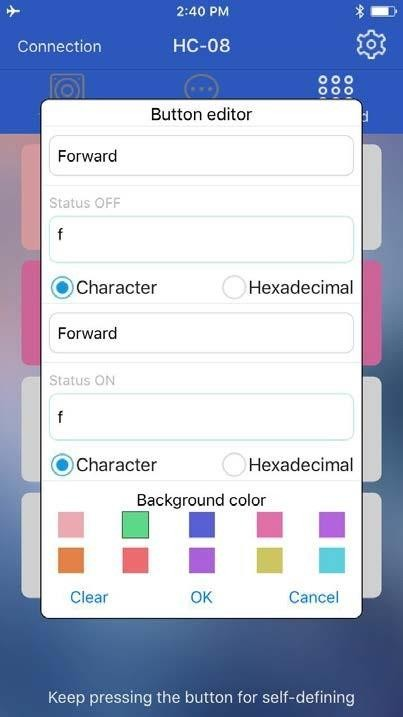 2:40 PM
Connection HC-08
Button editor
Forward
Status OFF
f
Character Hexadecimal
Forward
Status ON
f
Character Hexadecimal
Background color
Clear OK Cancel
Keep pressing the button for self-defining